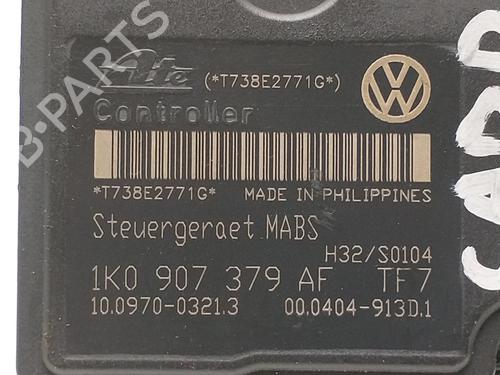 Ate (*T738E2771G*)
Controller
*T738E2771G* MADE IN PHILIPPINES
Steuergeraet MABS
H32/S0104
1K0 907 379 AF TF7
10.0970-0321.3 00.0404-913D.1
B-PARTS